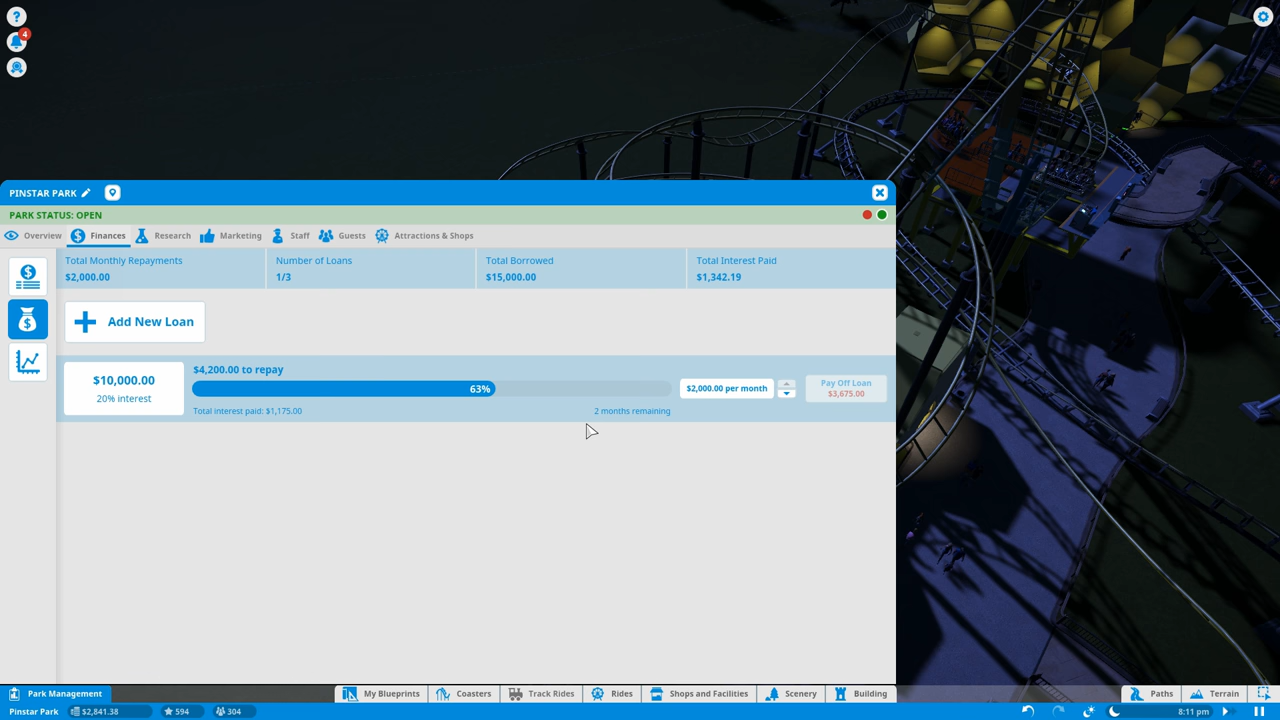 ?
4
PINSTAR PARK
PARK STATUS: OPEN
Overview Finances Research Marketing Staff Guests Attractions & Shops
Total Monthly Repayments Number of Loans Total Borrowed Total Interest Paid
$2,000.00 1/3 $15,000.00 $1,342.19
Add New Loan
$10,000.00
20% interest
$4,200.00 to repay
63%
Total interest paid: $1,175.00 2 months remaining
$2,000.00 per month
Pay Off Loan
$3,675.00
Park Management My Blueprints Coasters Track Rides Rides Shops and Facilities Scenery Building Paths Terrain
Pinstar Park $2,841.38 594 304 8:11 pm